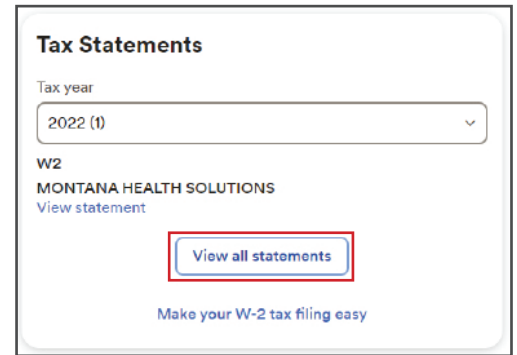 Tax Statements
Tax year
2022 (1)
W2
MONTANA HEALTH SOLUTIONS
View statement
View all statements
Make your W-2 tax filing easy